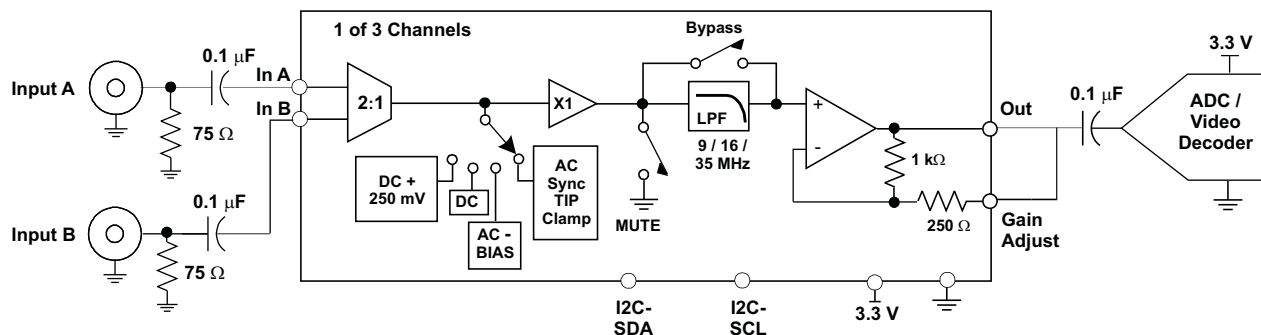 1 of 3 Channels
Bypass
3.3 V
0.1 μF
In A
Input A
2:1
X1
+
-
LPF
Out
0.1 μF
ADC /
Video
Decoder
In B
75 Ω
9 / 16 /
35 MHz
1 kΩ
DC +
250 mV
DC
AC
Sync
TIP
Clamp
AC -
BIAS
MUTE
250 Ω
Gain
Adjust
0.1 μF
Input B
75 Ω
I2C-
SDA
I2C-
SCL
3.3 V